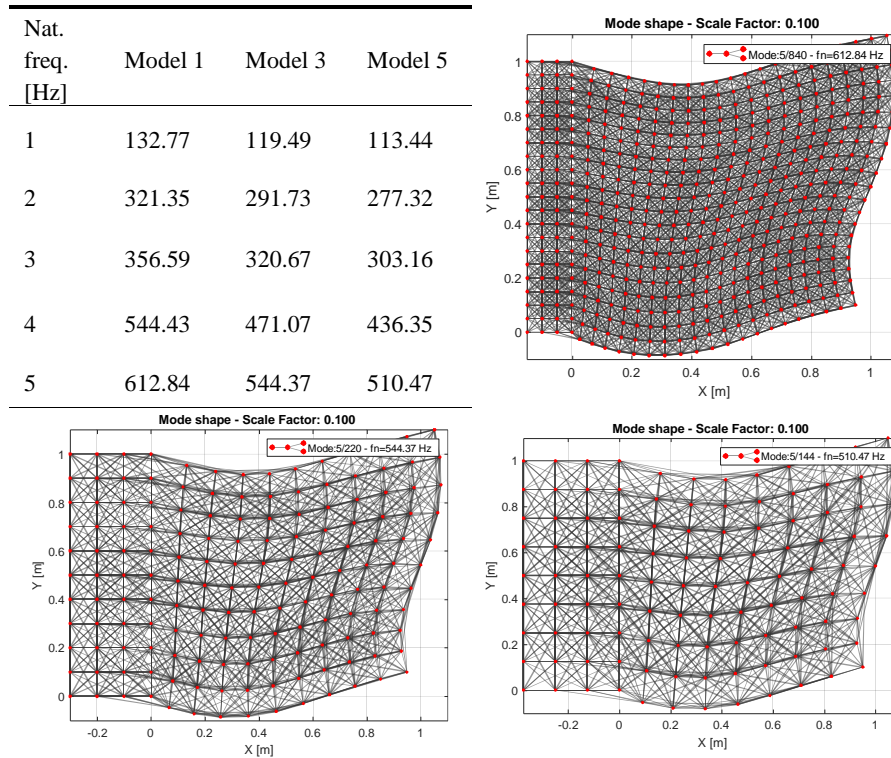 Nat.
freq.
[Hz]
Model 1 Model 3 Model 5
1 132.77 119.49 113.44
2 321.35 291.73 277.32
3 356.59 320.67 303.16
4 544.43 471.07 436.35
5 612.84 544.37 510.47
Mode shape - Scale Factor: 0.100
Mode:5/840 - fn=612.84 Hz
1
0.8
0.6
0.4
0.2
0
Y [m]
0 0.2 0.4 0.6 0.8 1
X [m]
Mode shape - Scale Factor: 0.100
Mode:5/220 - fn=544.37 Hz
1
0.8
0.6
0.4
0.2
0
Y [m]
-0.2 0 0.2 0.4 0.6 0.8 1
X [m]
Mode shape - Scale Factor: 0.100
Mode:5/144 - fn=510.47 Hz
1
0.8
0.6
0.4
0.2
0
Y [m]
-0.2 0 0.2 0.4 0.6 0.8 1
X [m]